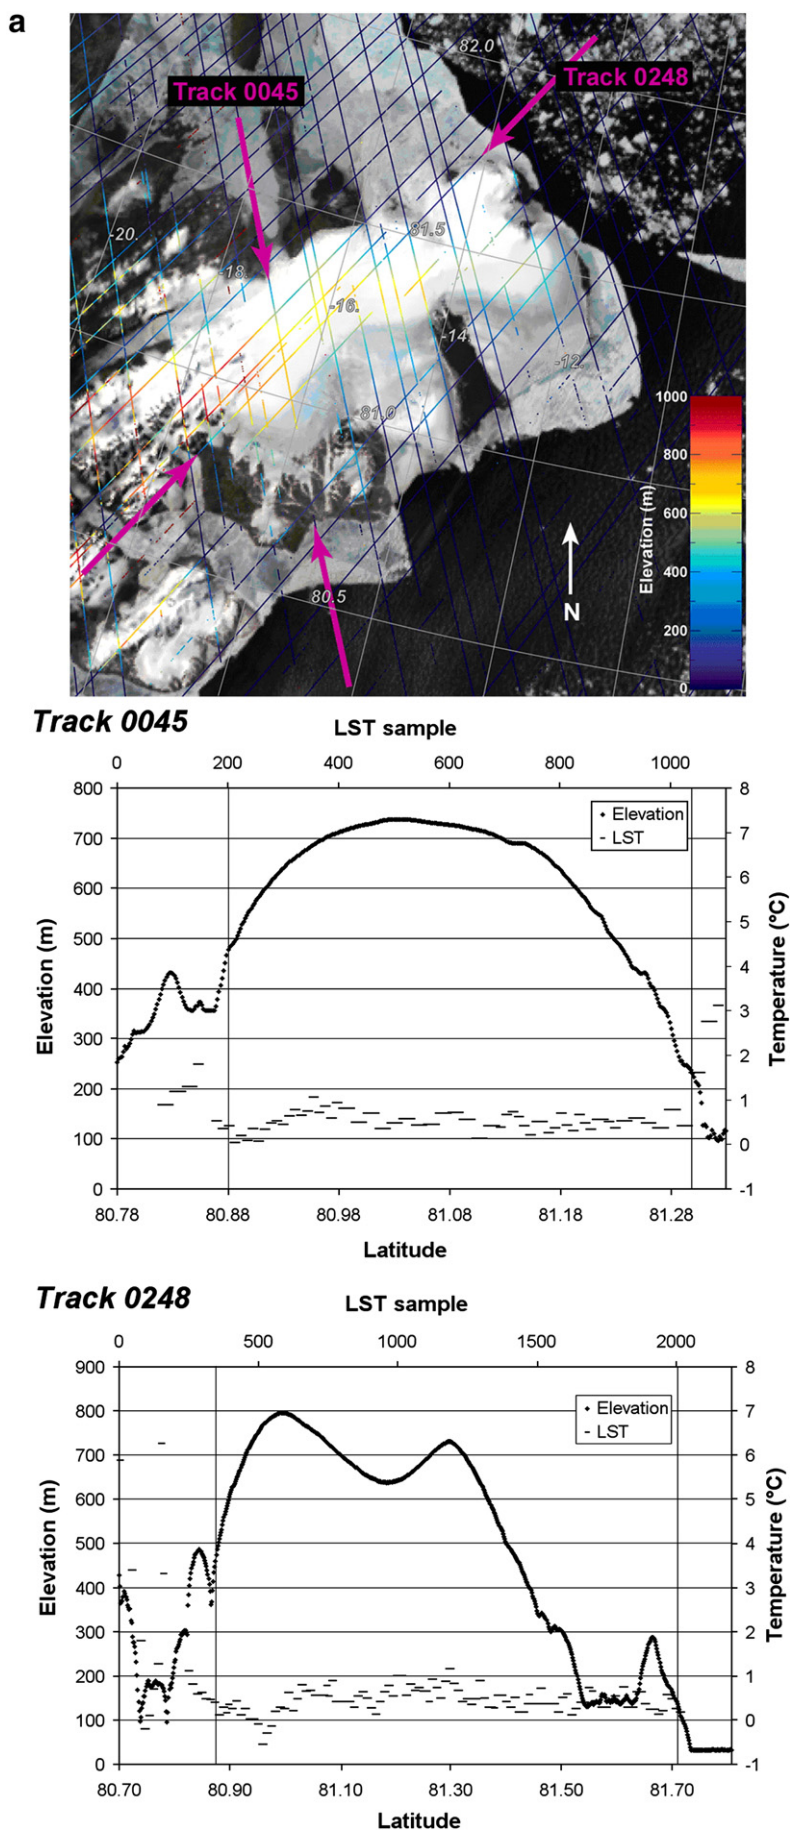 a
82.0
Track 0045
Track 0248
-20.
81.5
-18.
-16.
-14.
-12.
81.0
80.5
N
Elevation (m)
1000
800
600
400
200
0
Track 0045
LST sample
0 200 400 600 800 1000
800 700 600 500 400 300 200 100 0
8 7 6 5 4 3 2 1 0 -1
Elevation
LST
Elevation (m)
Temperature (°C)
80.78 80.88 80.98 81.08 81.18 81.28
Latitude
Track 0248
LST sample
0 500 1000 1500 2000
900 800 700 600 500 400 300 200 100 0
8 7 6 5 4 3 2 1 0 -1
Elevation
LST
Elevation (m)
Temperature (°C)
80.70 80.90 81.10 81.30 81.50 81.70
Latitude